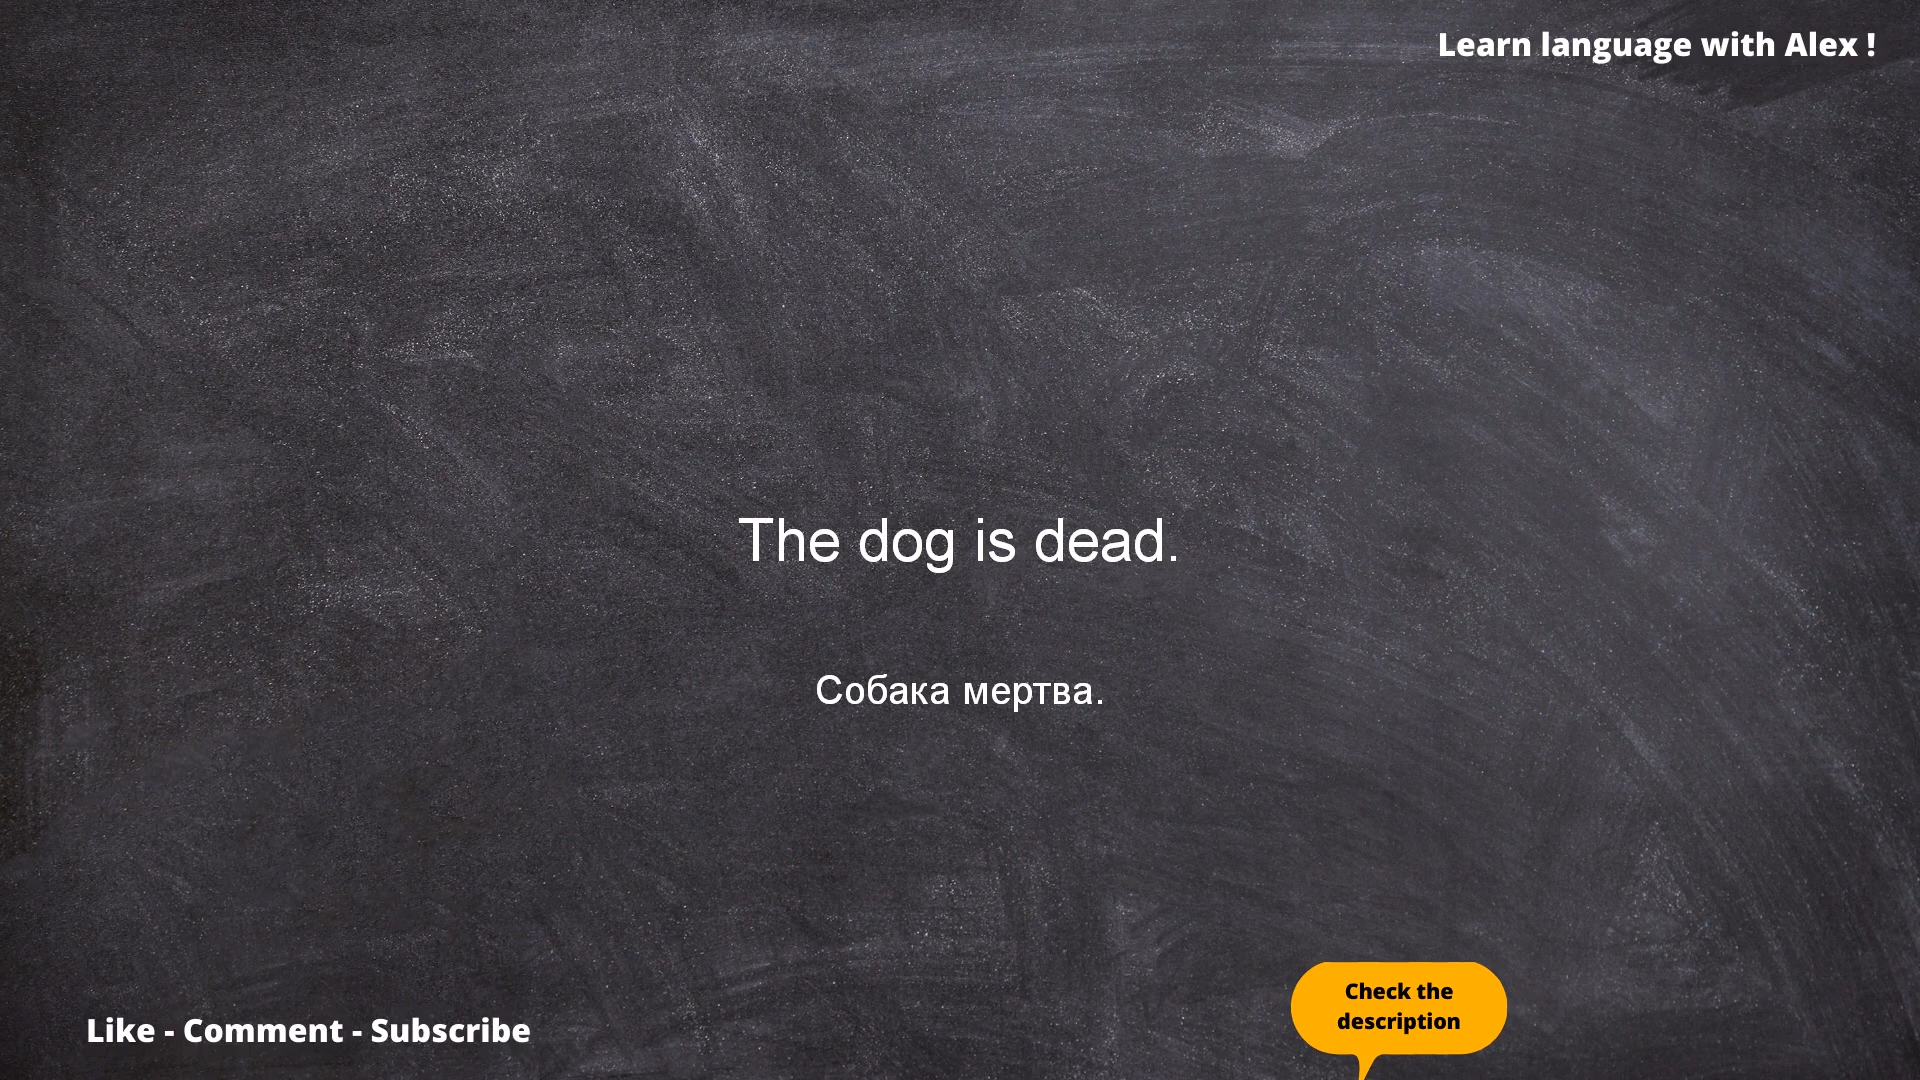 Learn language with Alex !
The dog is dead.
Собака мертва.
Like - Comment - Subscribe
Check the
description